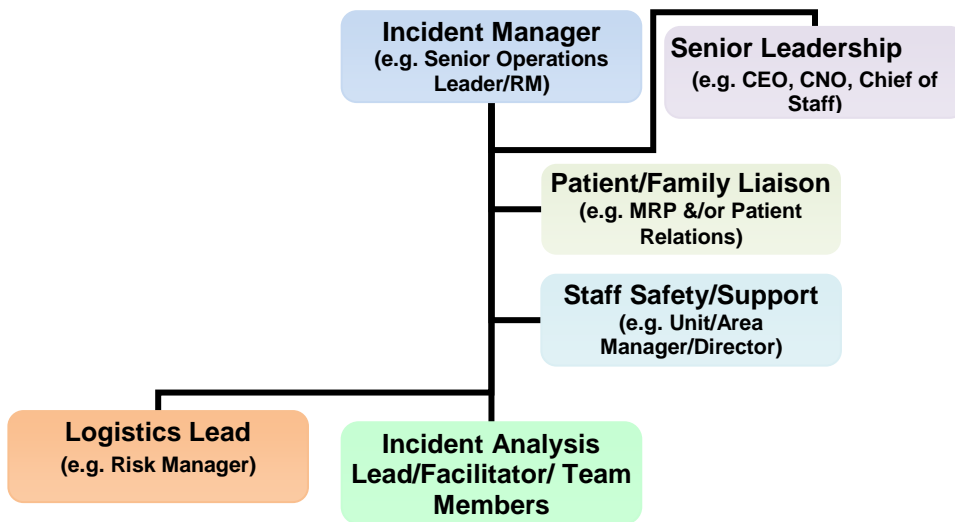 Incident Manager
(e.g. Senior Operations
Leader/RM)
Senior Leadership
(e.g. CEO, CNO, Chief of
Staff)
Patient/Family Liaison
(e.g. MRP &/or Patient
Relations)
Staff Safety/Support
(e.g. Unit/Area
Manager/Director)
Logistics Lead
(e.g. Risk Manager)
Incident Analysis
Lead/Facilitator/ Team
Members